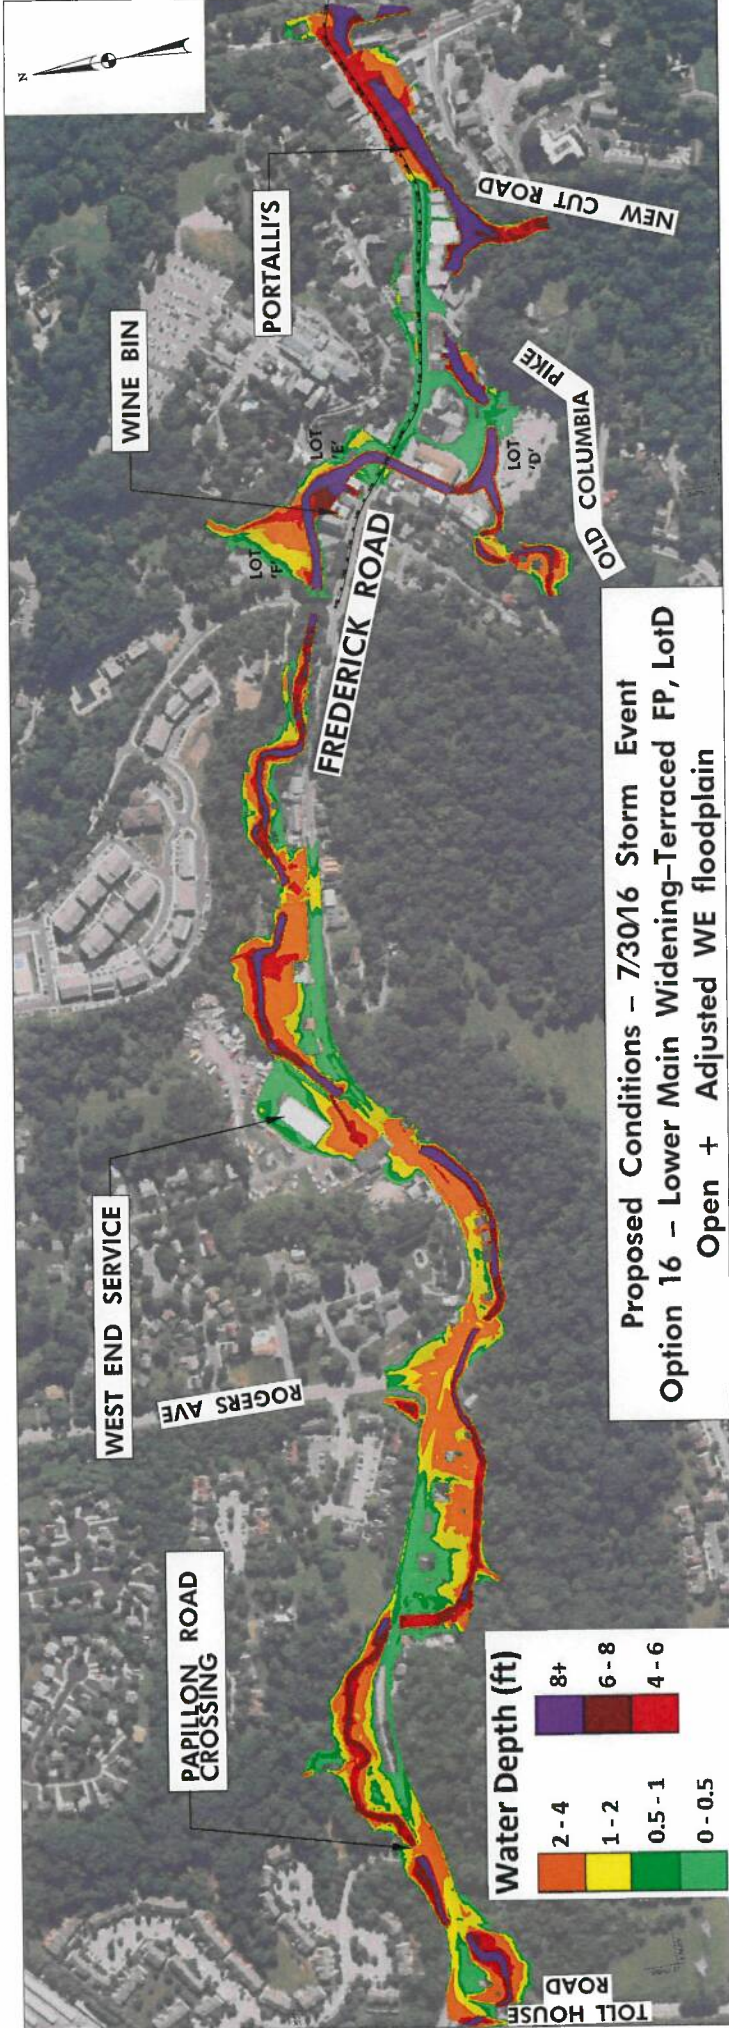 N
PORTALLI'S
NEW CUT ROAD
WINE BIN
LOT
'E'
LOT
'F'
LOT
'D'
OLD COLUMBIA
PIKE
FREDERICK ROAD
WEST END SERVICE
ROGERS AVE
PAPILLON ROAD
CROSSING
TOLL HOUSE
ROAD
Water Depth (ft)
2 - 4
1 - 2
0.5 - 1
0 - 0.5
8+
6 - 8
4 - 6
Proposed Conditions – 7/30/16 Storm Event
Option 16 – Lower Main Widening–Terraced FP, LotD
Open + Adjusted WE floodplain